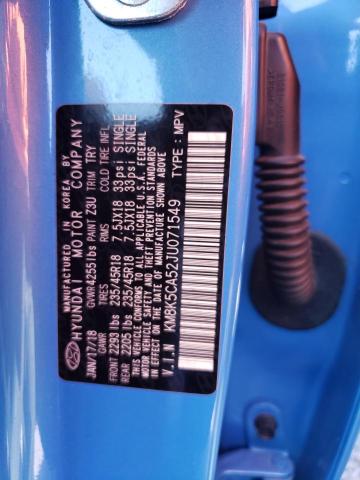 MANUFACTURED IN KOREA BY
HYUNDAI MOTOR COMPANY
GVWR 4255 lbs PAINT Z3U TRIM TRY
JAN/17/18 GAWR RIMS COLD TIRE INFL
FRONT 2293 lbs 235/45R18 7.5JX18 33psi SINGLE
REAR 2205 lbs 235/45R18 7.5JX18 33psi SINGLE
THIS VEHICLE CONFORMS TO ALL APPLICABLE U.S.A. FEDERAL
MOTOR VEHICLE SAFETY AND THEFT PREVENTION STANDARDS
IN EFFECT ON THE DATE OF MANUFACTURE SHOWN ABOVE.
V.I.N : KM8K5CA52JU071549 TYPE : MPV